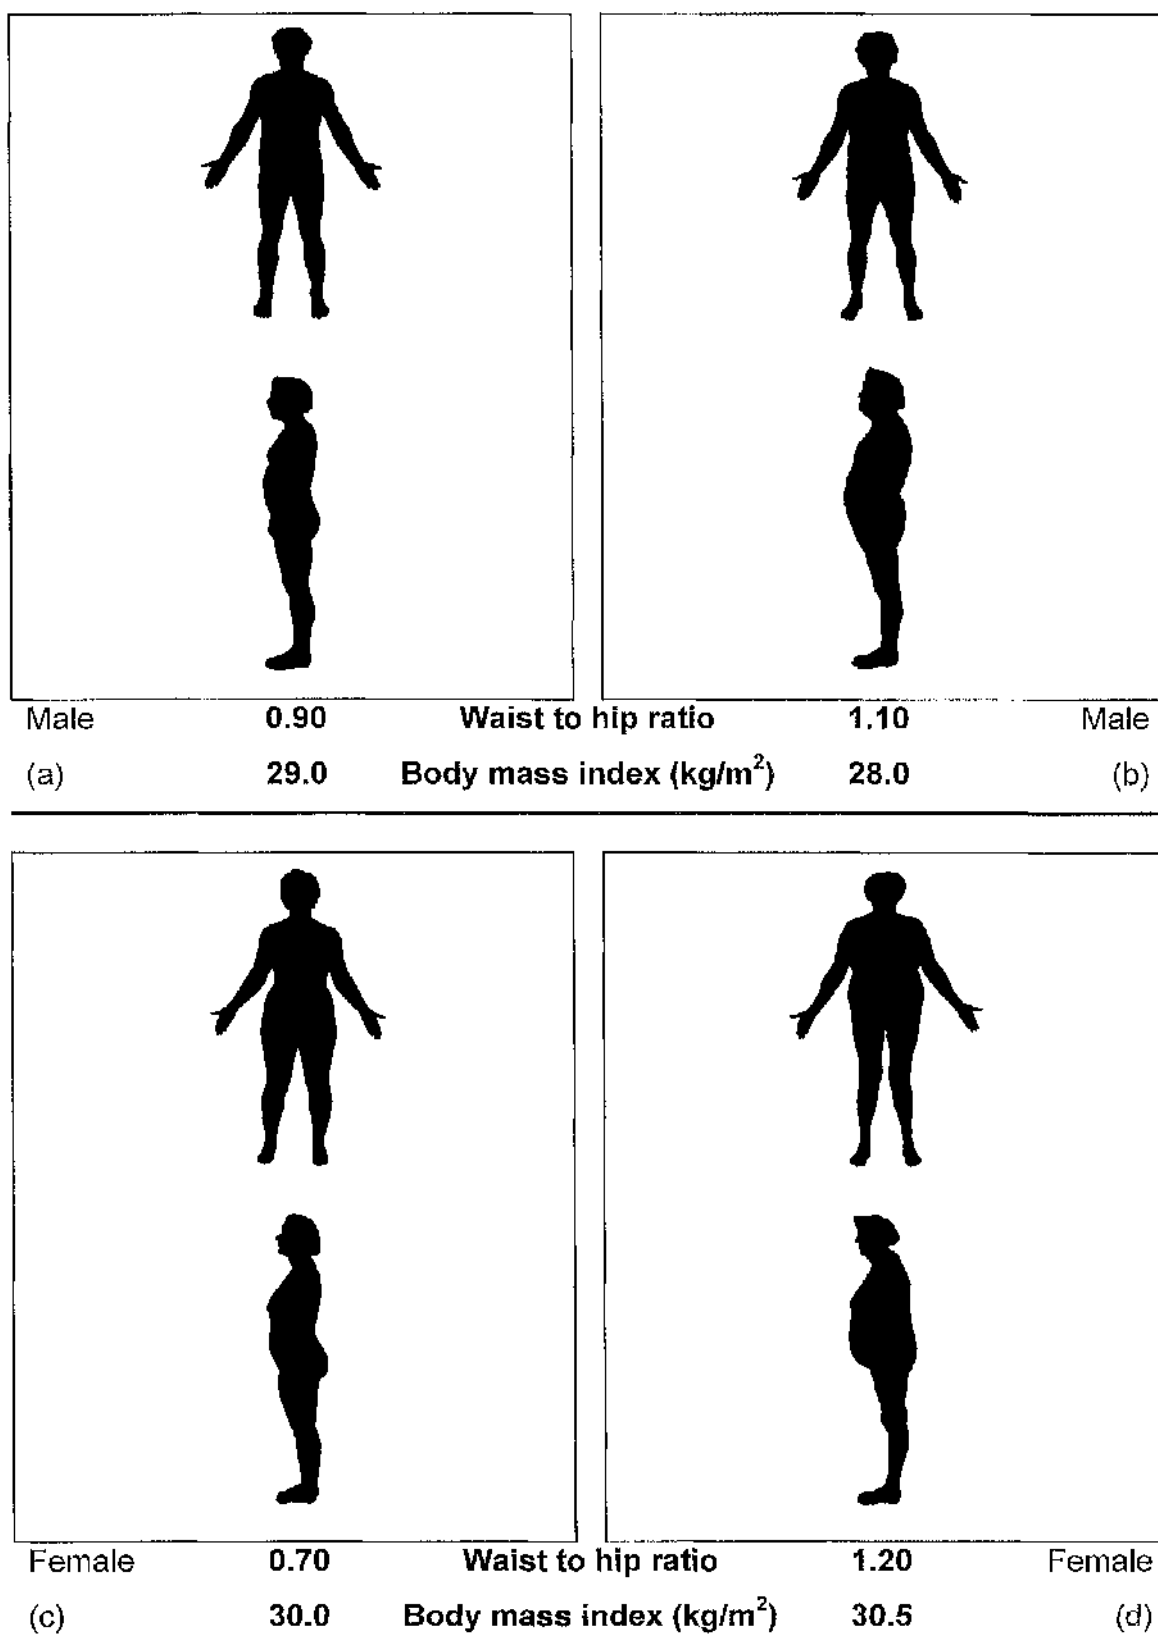 Male 0.90 Waist to hip ratio 1.10 Male
(a) 29.0 Body mass index (kg/m²) 28.0 (b)
Female 0.70 Waist to hip ratio 1.20 Female
(c) 30.0 Body mass index (kg/m²) 30.5 (d)